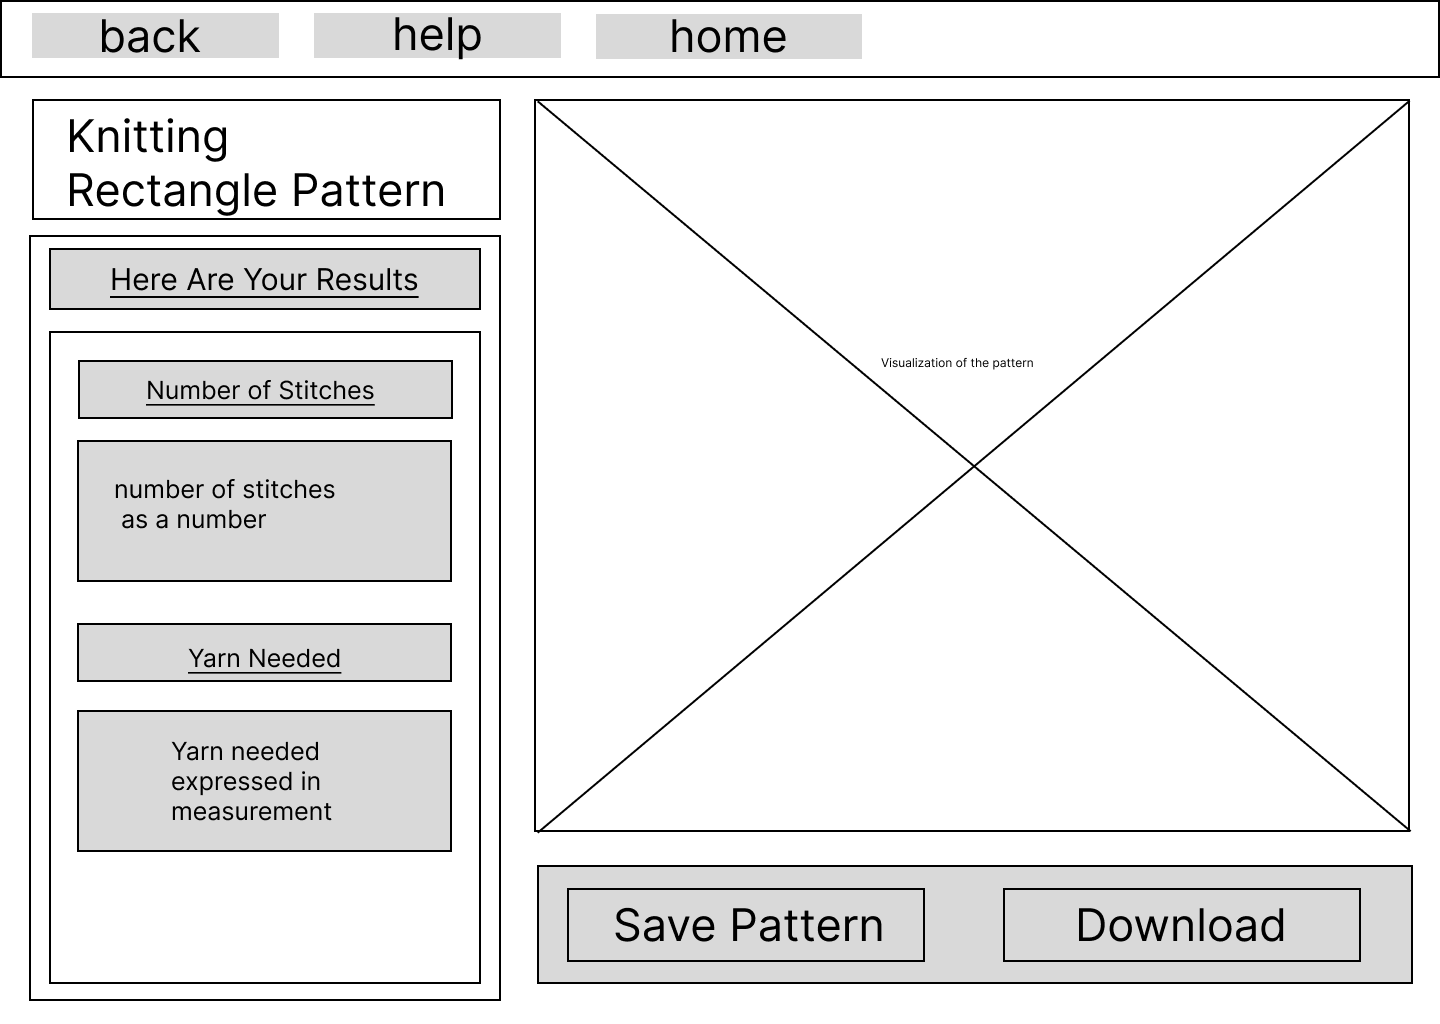 back
help
home
Knitting
Rectangle Pattern
Here Are Your Results
Number of Stitches
number of stitches
as a number
Yarn Needed
Yarn needed
expressed in
measurement
Visualization of the pattern
Save Pattern
Download